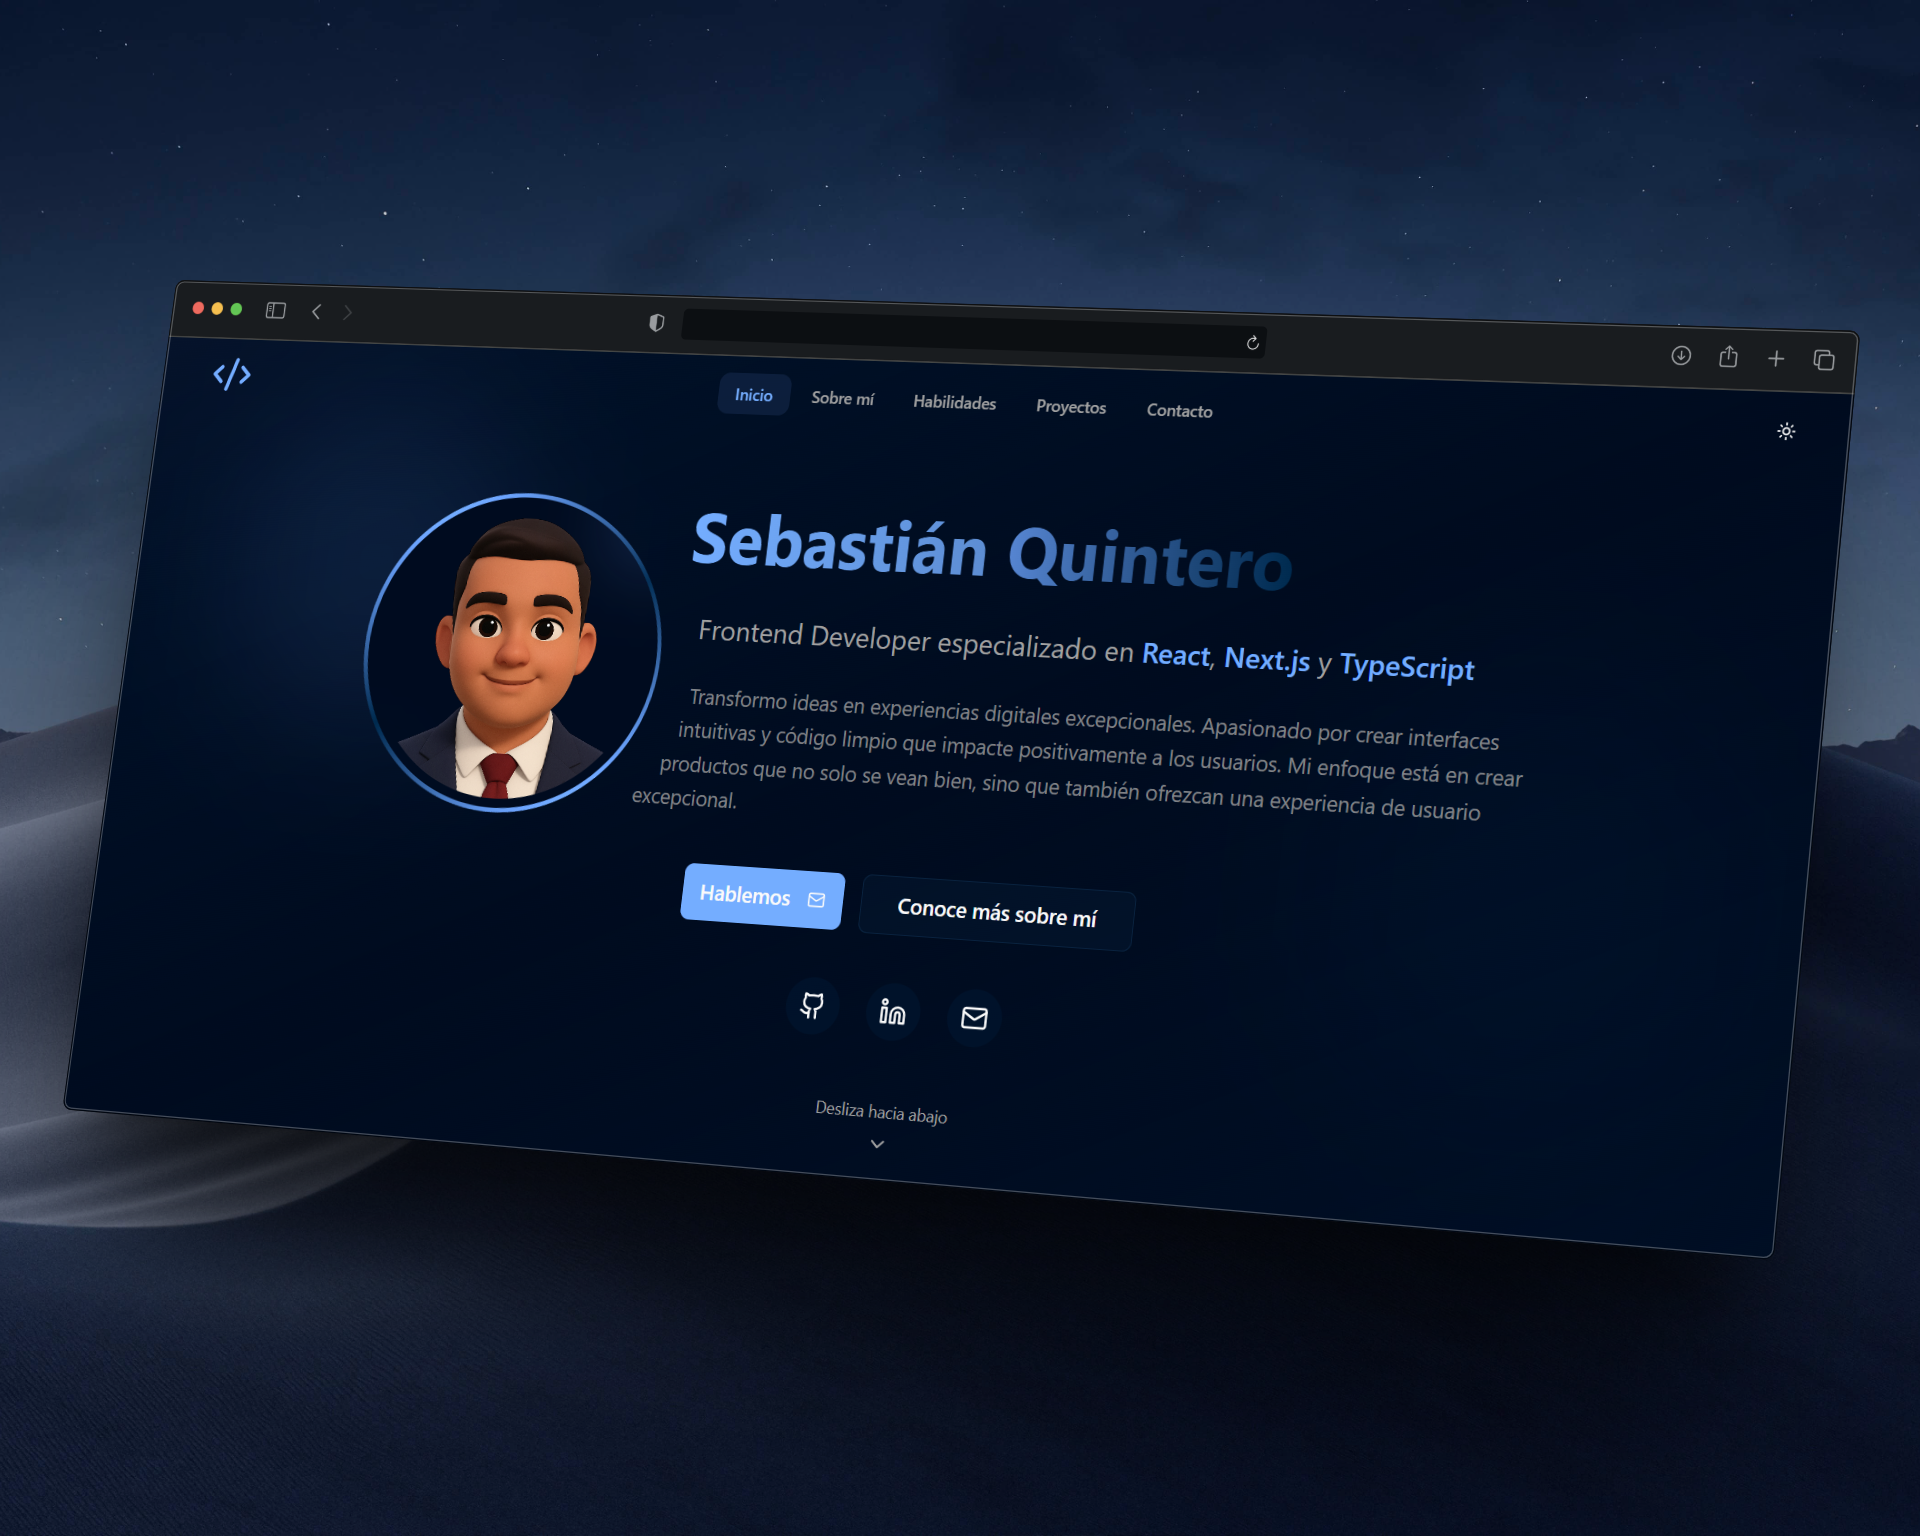 </>
Inicio Sobre mí Habilidades Proyectos Contacto
Sebastián Quintero
Frontend Developer especializado en React, Next.js y TypeScript
Transformo ideas en experiencias digitales excepcionales. Apasionado por crear interfaces
intuitivas y código limpio que impacte positivamente a los usuarios. Mi enfoque está en crear
productos que no solo se vean bien, sino que también ofrezcan una experiencia de usuario
excepcional.
Hablemos Conoce más sobre mí
in
Desliza hacia abajo